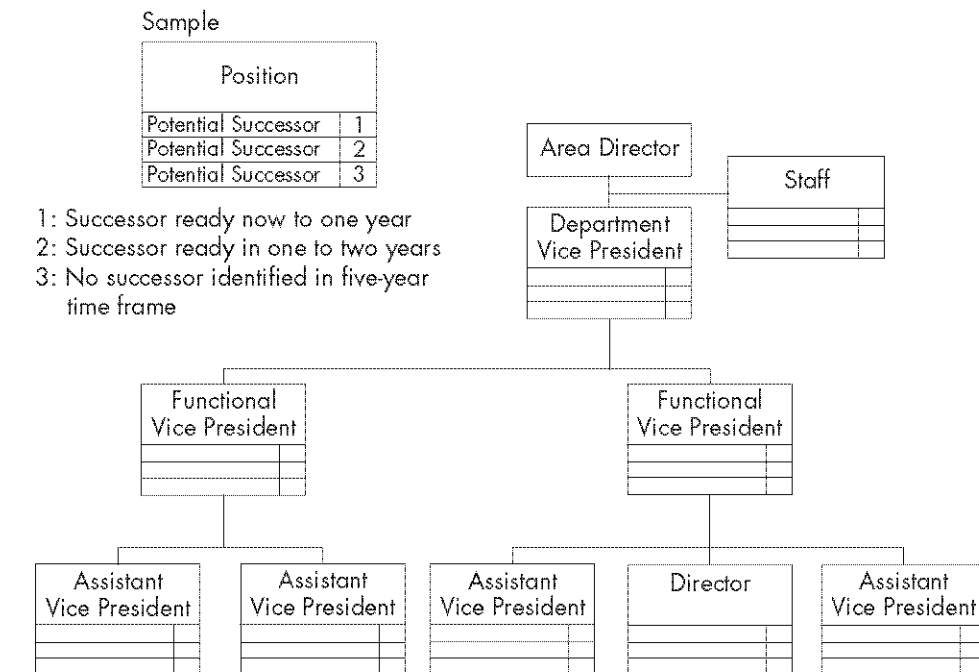 Sample
Position
Potential Successor 1
Potential Successor 2
Potential Successor 3
1: Successor ready now to one year
2: Successor ready in one to two years
3: No successor identified in five-year
time frame
Area Director
Staff
Department
Vice President
Functional
Vice President
Functional
Vice President
Assistant
Vice President
Assistant
Vice President
Assistant
Vice President
Director
Assistant
Vice President